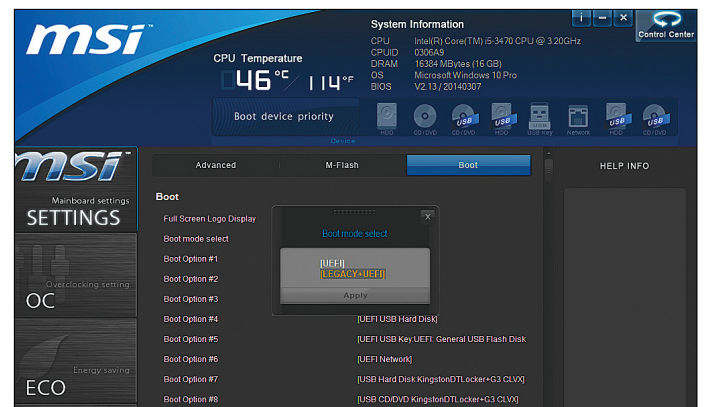 msi
System Information
CPU Intel(R) Core(TM) i5-3470 CPU @ 3.20GHz
CPUID 0306A9
DRAM 16384 MBytes (16 GB)
OS Microsoft Windows 10 Pro
BIOS V2.13 / 20140307
i – ×
Control Center
CPU Temperature
46°C / 114°F
Boot device priority
Device
HDD CD/DVD USB CD/DVD USB HDD USB USB Key Network USB HDD USB CD/DVD
msi
Mainboard settings
SETTINGS
Overclocking setting
OC
Energy saving
ECO
Advanced M-Flash Boot
HELP INFO
Boot
Full Screen Logo Display
Boot mode select
Boot Option #1
Boot Option #2
Boot Option #3
Boot Option #4 [UEFI USB Hard Disk]
Boot Option #5 [UEFI USB Key:UEFI: General USB Flash Disk
Boot Option #6 [UEFI Network]
Boot Option #7 [USB Hard Disk:KingstonDTLocker+G3 CLVX]
Boot Option #8 [USB CD/DVD:KingstonDTLocker+G3 CLVX]
x
Boot mode select
[UEFI]
[LEGACY+UEFI]
Apply